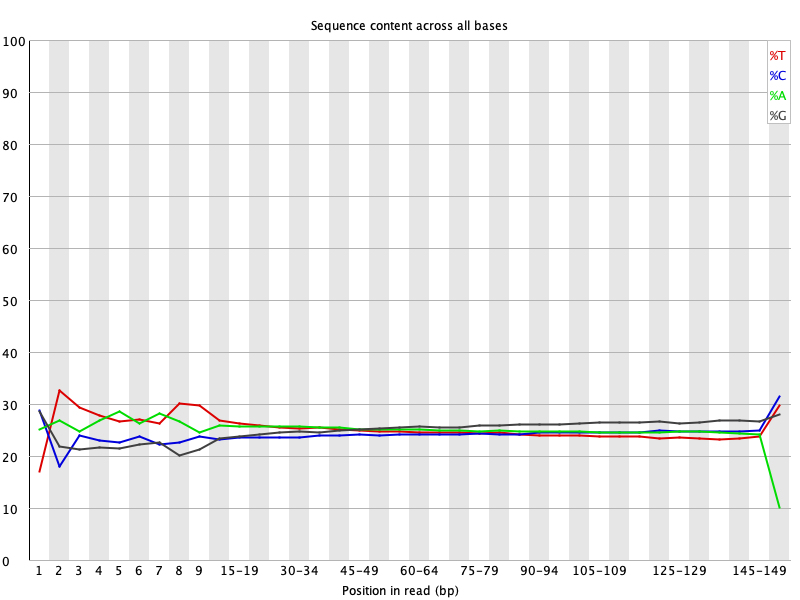 Sequence content across all bases
100
90
80
70
60
50
40
30
20
10
0
%T
%C
%A
%G
1 2 3 4 5 6 7 8 9 15-19 30-34 45-49 60-64 75-79 90-94 105-109 125-129 145-149
Position in read (bp)